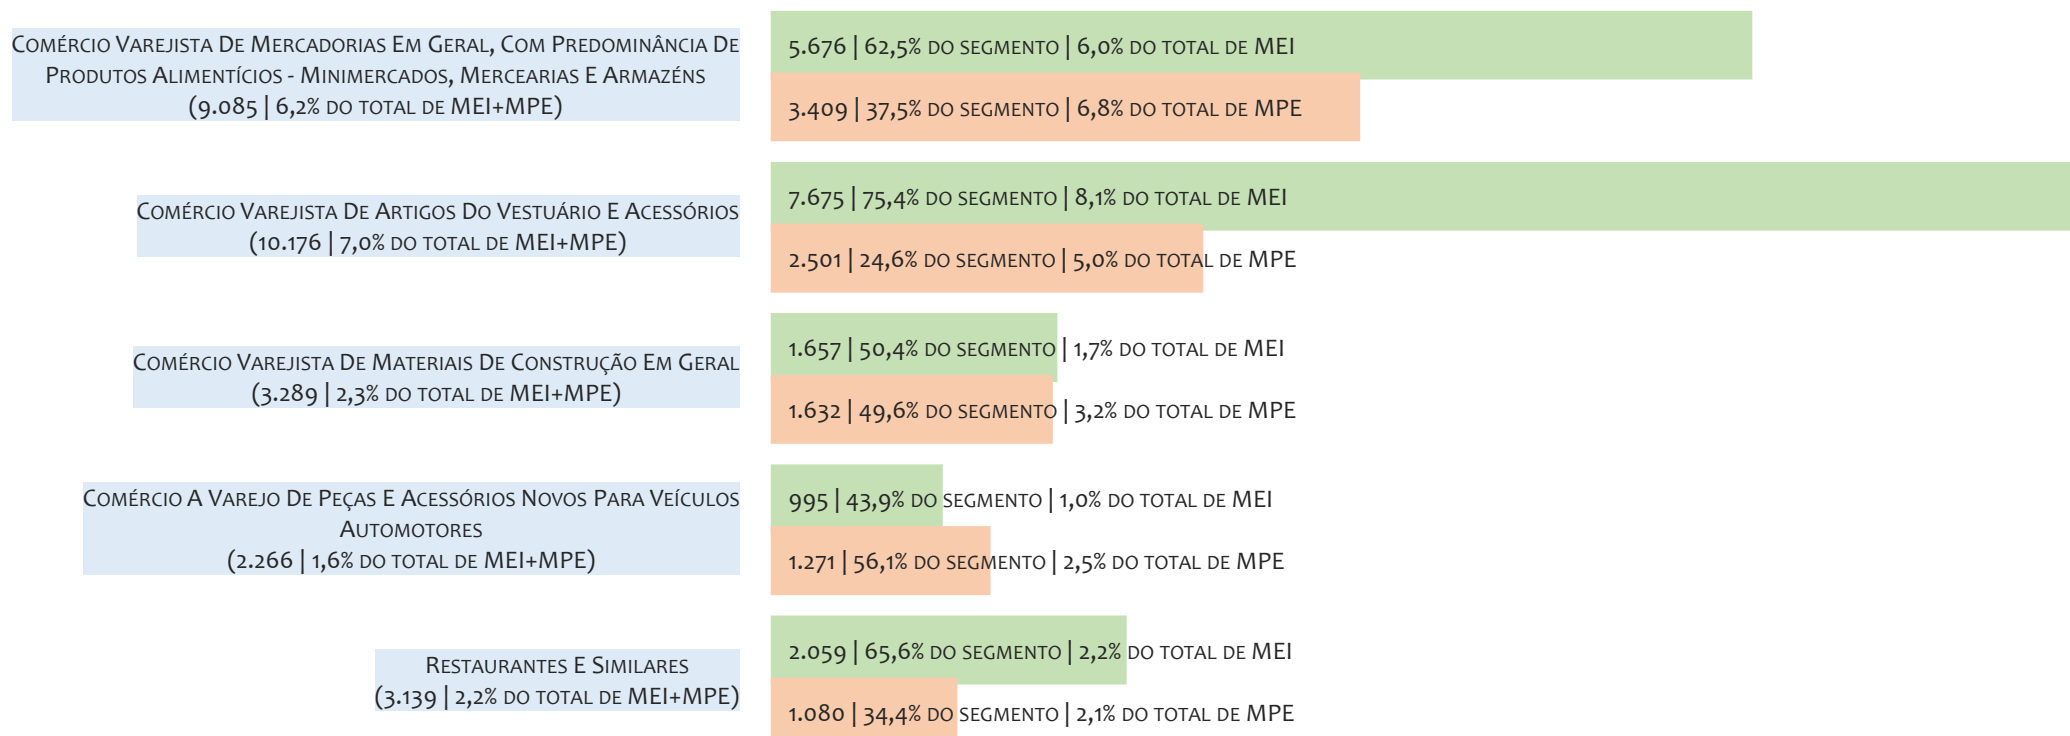 Comércio Varejista De Mercadorias Em Geral, Com Predominância De
Produtos Alimentícios - Minimercados, Mercearias E Armazéns
(9.085 | 6,2% do total de MEI+MPE)
5.676 | 62,5% do segmento | 6,0% do total de MEI
3.409 | 37,5% do segmento | 6,8% do total de MPE
Comércio Varejista De Artigos Do Vestuário E Acessórios
(10.176 | 7,0% do total de MEI+MPE)
7.675 | 75,4% do segmento | 8,1% do total de MEI
2.501 | 24,6% do segmento | 5,0% do total de MPE
Comércio Varejista De Materiais De Construção Em Geral
(3.289 | 2,3% do total de MEI+MPE)
1.657 | 50,4% do segmento | 1,7% do total de MEI
1.632 | 49,6% do segmento | 3,2% do total de MPE
Comércio A Varejo De Peças E Acessórios Novos Para Veículos
Automotores
(2.266 | 1,6% do total de MEI+MPE)
995 | 43,9% do segmento | 1,0% do total de MEI
1.271 | 56,1% do segmento | 2,5% do total de MPE
Restaurantes E Similares
(3.139 | 2,2% do total de MEI+MPE)
2.059 | 65,6% do segmento | 2,2% do total de MEI
1.080 | 34,4% do segmento | 2,1% do total de MPE